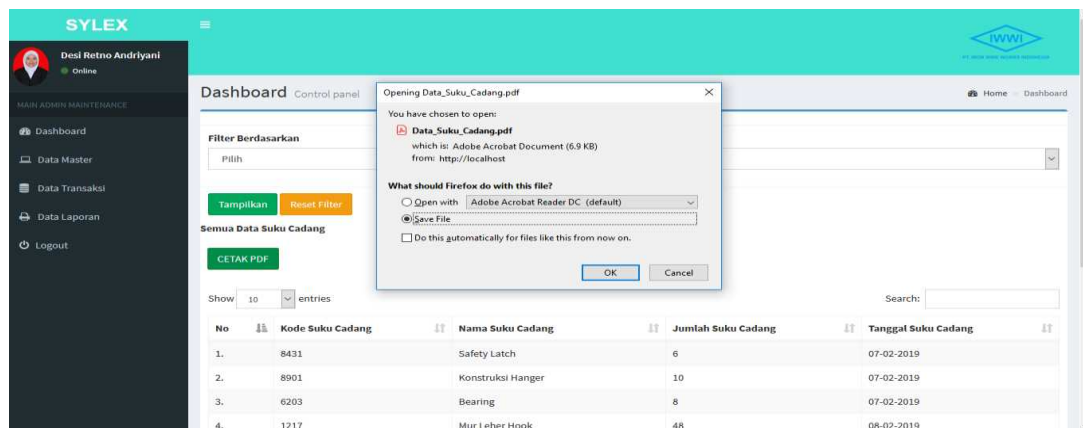 SYLEX
IWWI
Desi Retno Andriyani
Online
MAIN ADMIN MAINTENANCE
Dashboard
Data Master
Data Transaksi
Data Laporan
Logout
Dashboard Control panel
Home Dashboard
Filter Berdasarkan
Pilih
Tampilkan Reset Filter
Semua Data Suku Cadang
CETAK PDF
Opening Data_Suku_Cadang.pdf
You have chosen to open:
Data_Suku_Cadang.pdf
which is: Adobe Acrobat Document (6.9 KB)
from: http://localhost
What should Firefox do with this file?
Open with Adobe Acrobat Reader DC (default)
Save File
Do this automatically for files like this from now on.
OK Cancel
Show 10 entries Search:
No Kode Suku Cadang Nama Suku Cadang Jumlah Suku Cadang Tanggal Suku Cadang
1. 8431 Safety Latch 6 07-02-2019
2. 8901 Konstruksi Hanger 10 07-02-2019
3. 6203 Bearing 8 07-02-2019
4. 1217 Mur Leher Hook 48 08-02-2019